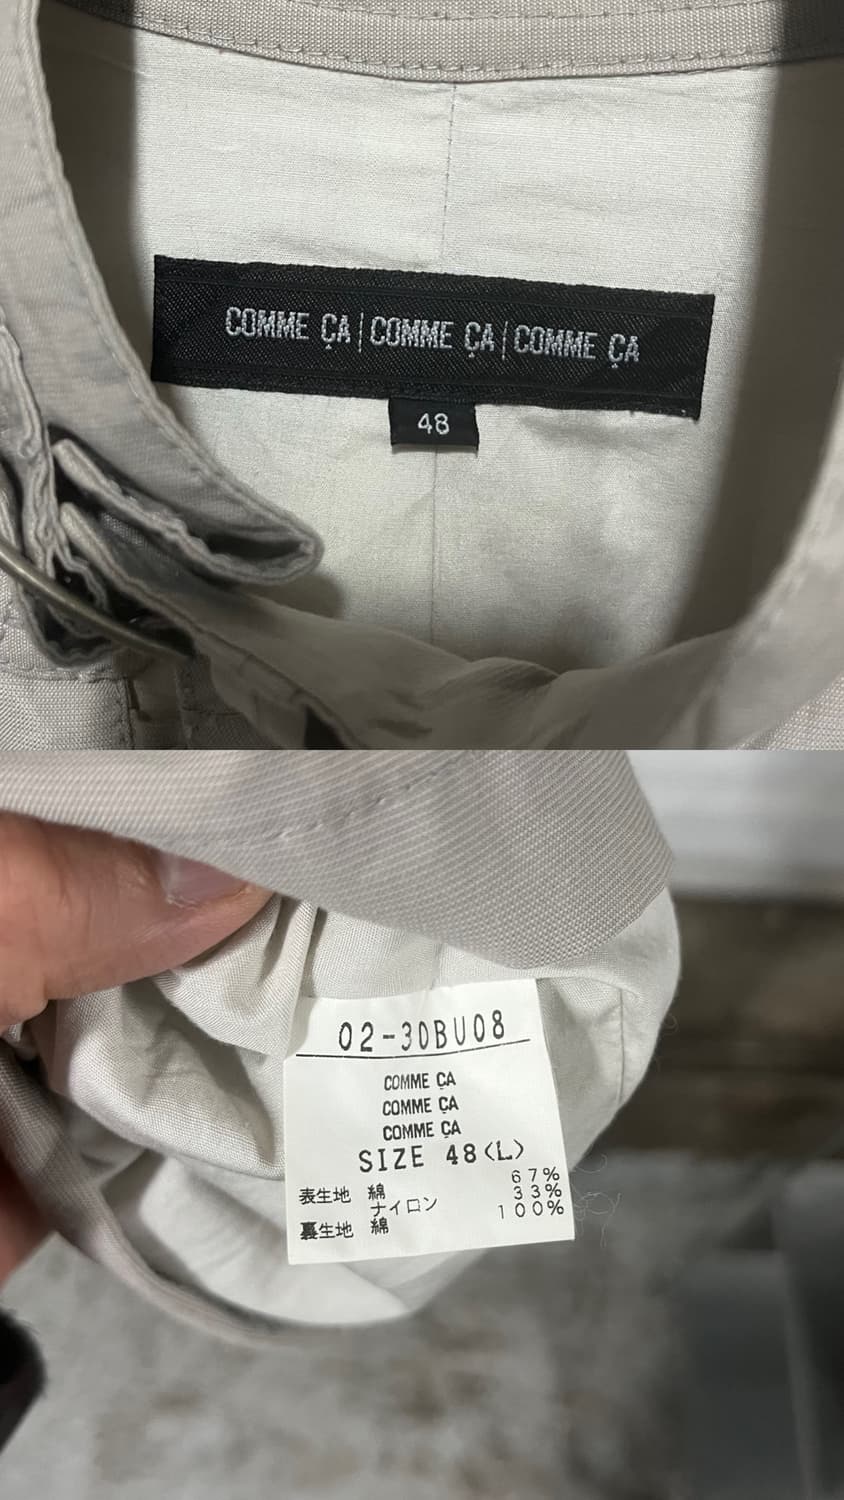 COMME ÇA|COMME ÇA|COMME ÇA
48
02-30BU08
COMME ÇA
COMME ÇA
COMME ÇA
SIZE 48(L)
表生地 綿 67%
ナイロン 33%
裏生地 綿 100%